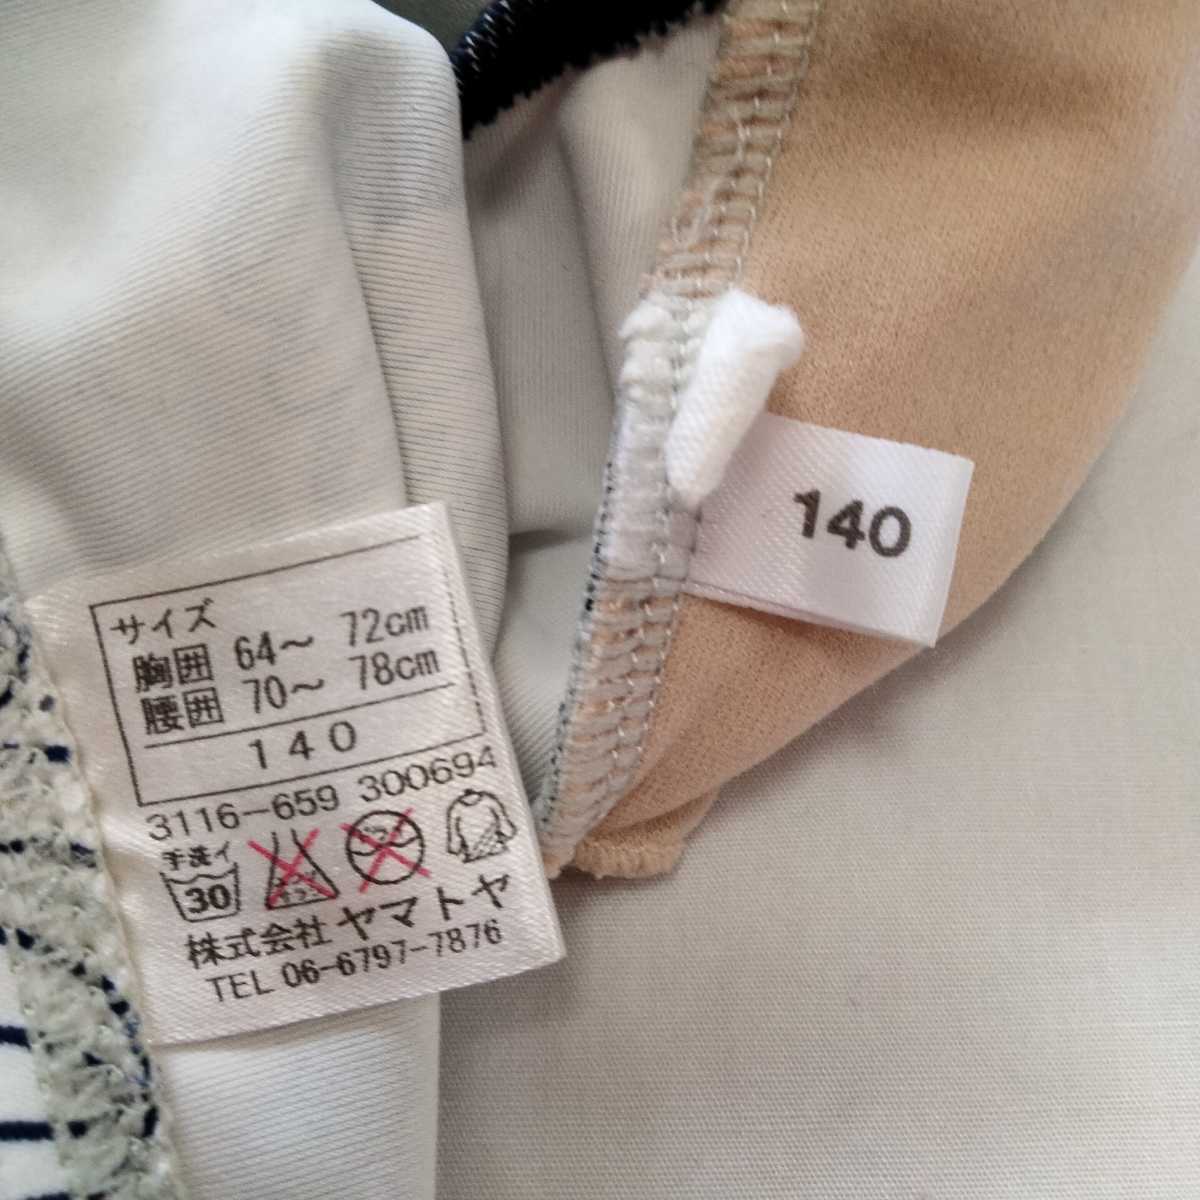 サイズ
胸囲 64〜 72cm
腰囲 70〜 78cm
140
3116-659 300694
手洗イ
30
株式会社 ヤマトヤ
TEL 06-6797-7876
140